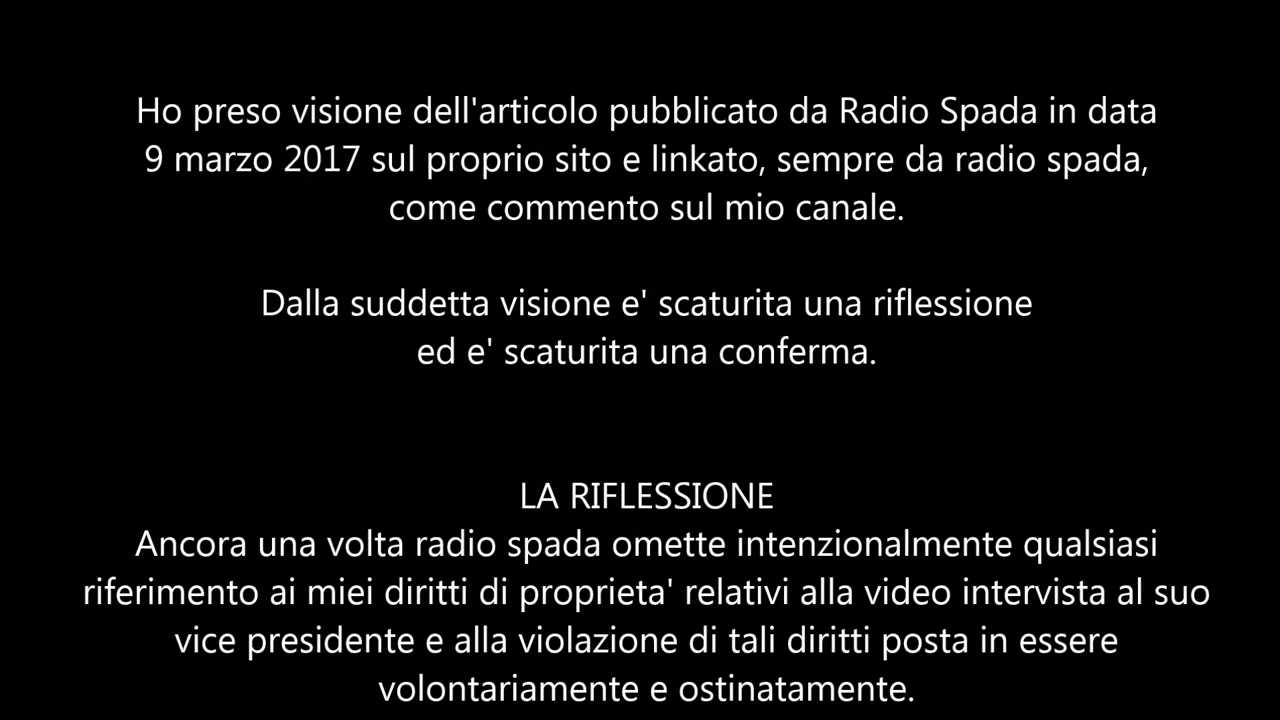 Ho preso visione dell'articolo pubblicato da Radio Spada in data
9 marzo 2017 sul proprio sito e linkato, sempre da radio spada,
come commento sul mio canale.
Dalla suddetta visione e' scaturita una riflessione
ed e' scaturita una conferma.
LA RIFLESSIONE
Ancora una volta radio spada omette intenzionalmente qualsiasi
riferimento ai miei diritti di proprieta' relativi alla video intervista al suo
vice presidente e alla violazione di tali diritti posta in essere
volontariamente e ostinatamente.